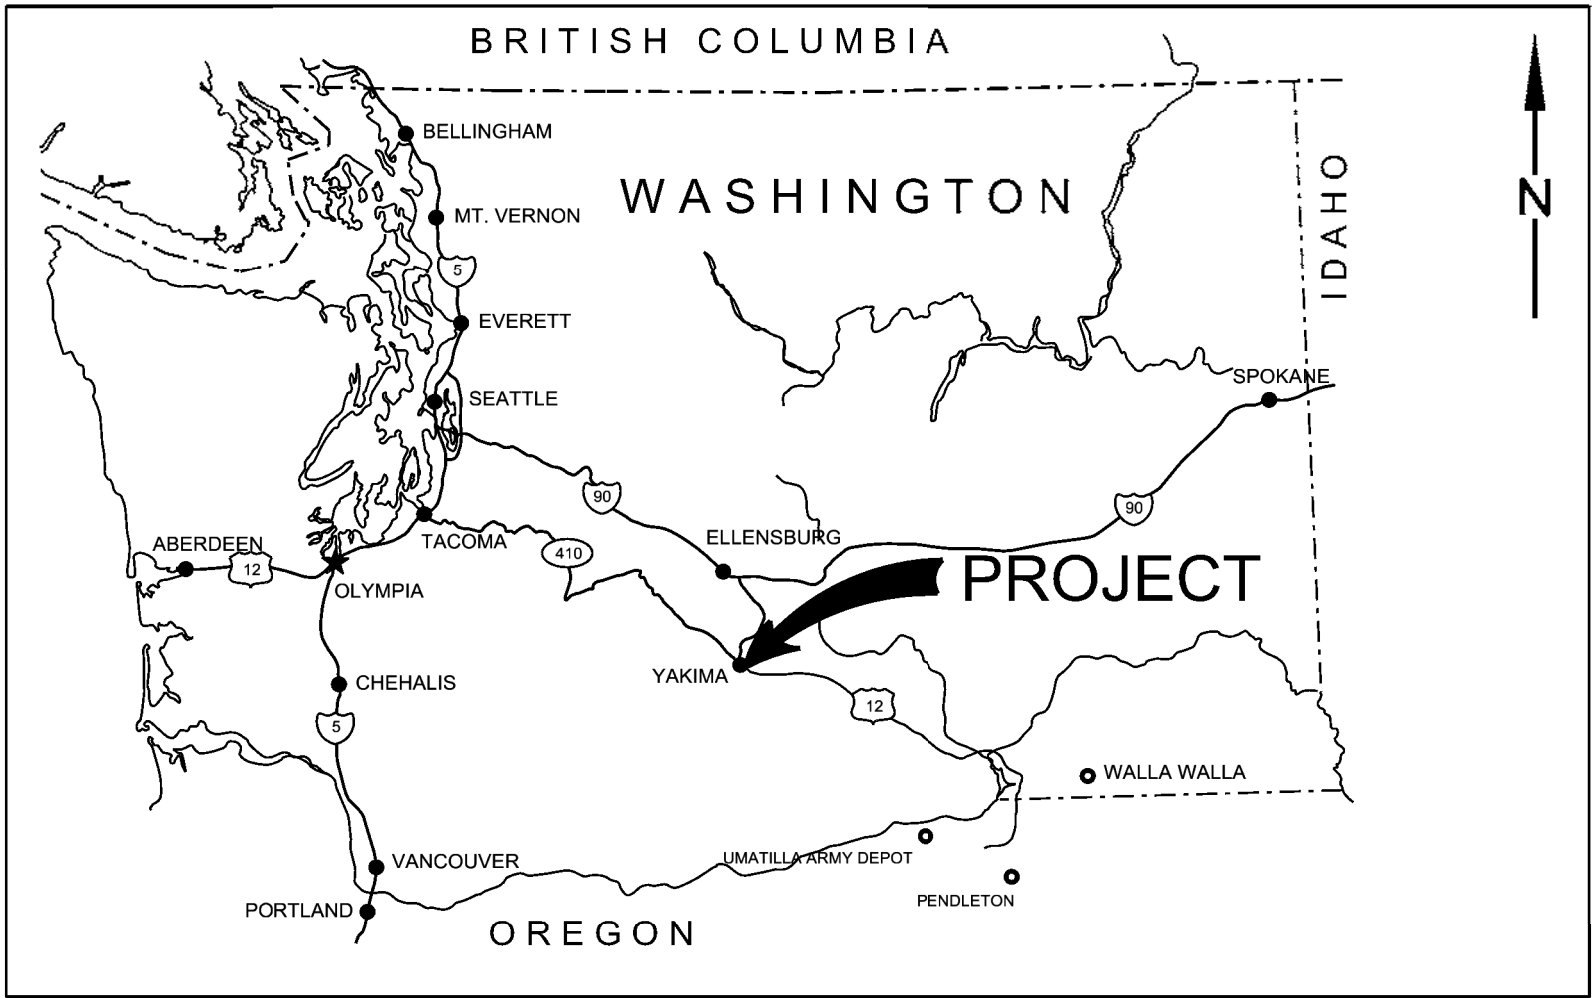 BRITISH COLUMBIA
BELLINGHAM
WASHINGTON
IDAHO
N
MT. VERNON
5
EVERETT
SPOKANE
SEATTLE
90
90
ELLENSBURG
TACOMA
410
ABERDEEN
12
OLYMPIA
PROJECT
YAKIMA
CHEHALIS
12
5
WALLA WALLA
VANCOUVER
UMATILLA ARMY DEPOT
PENDLETON
PORTLAND
OREGON